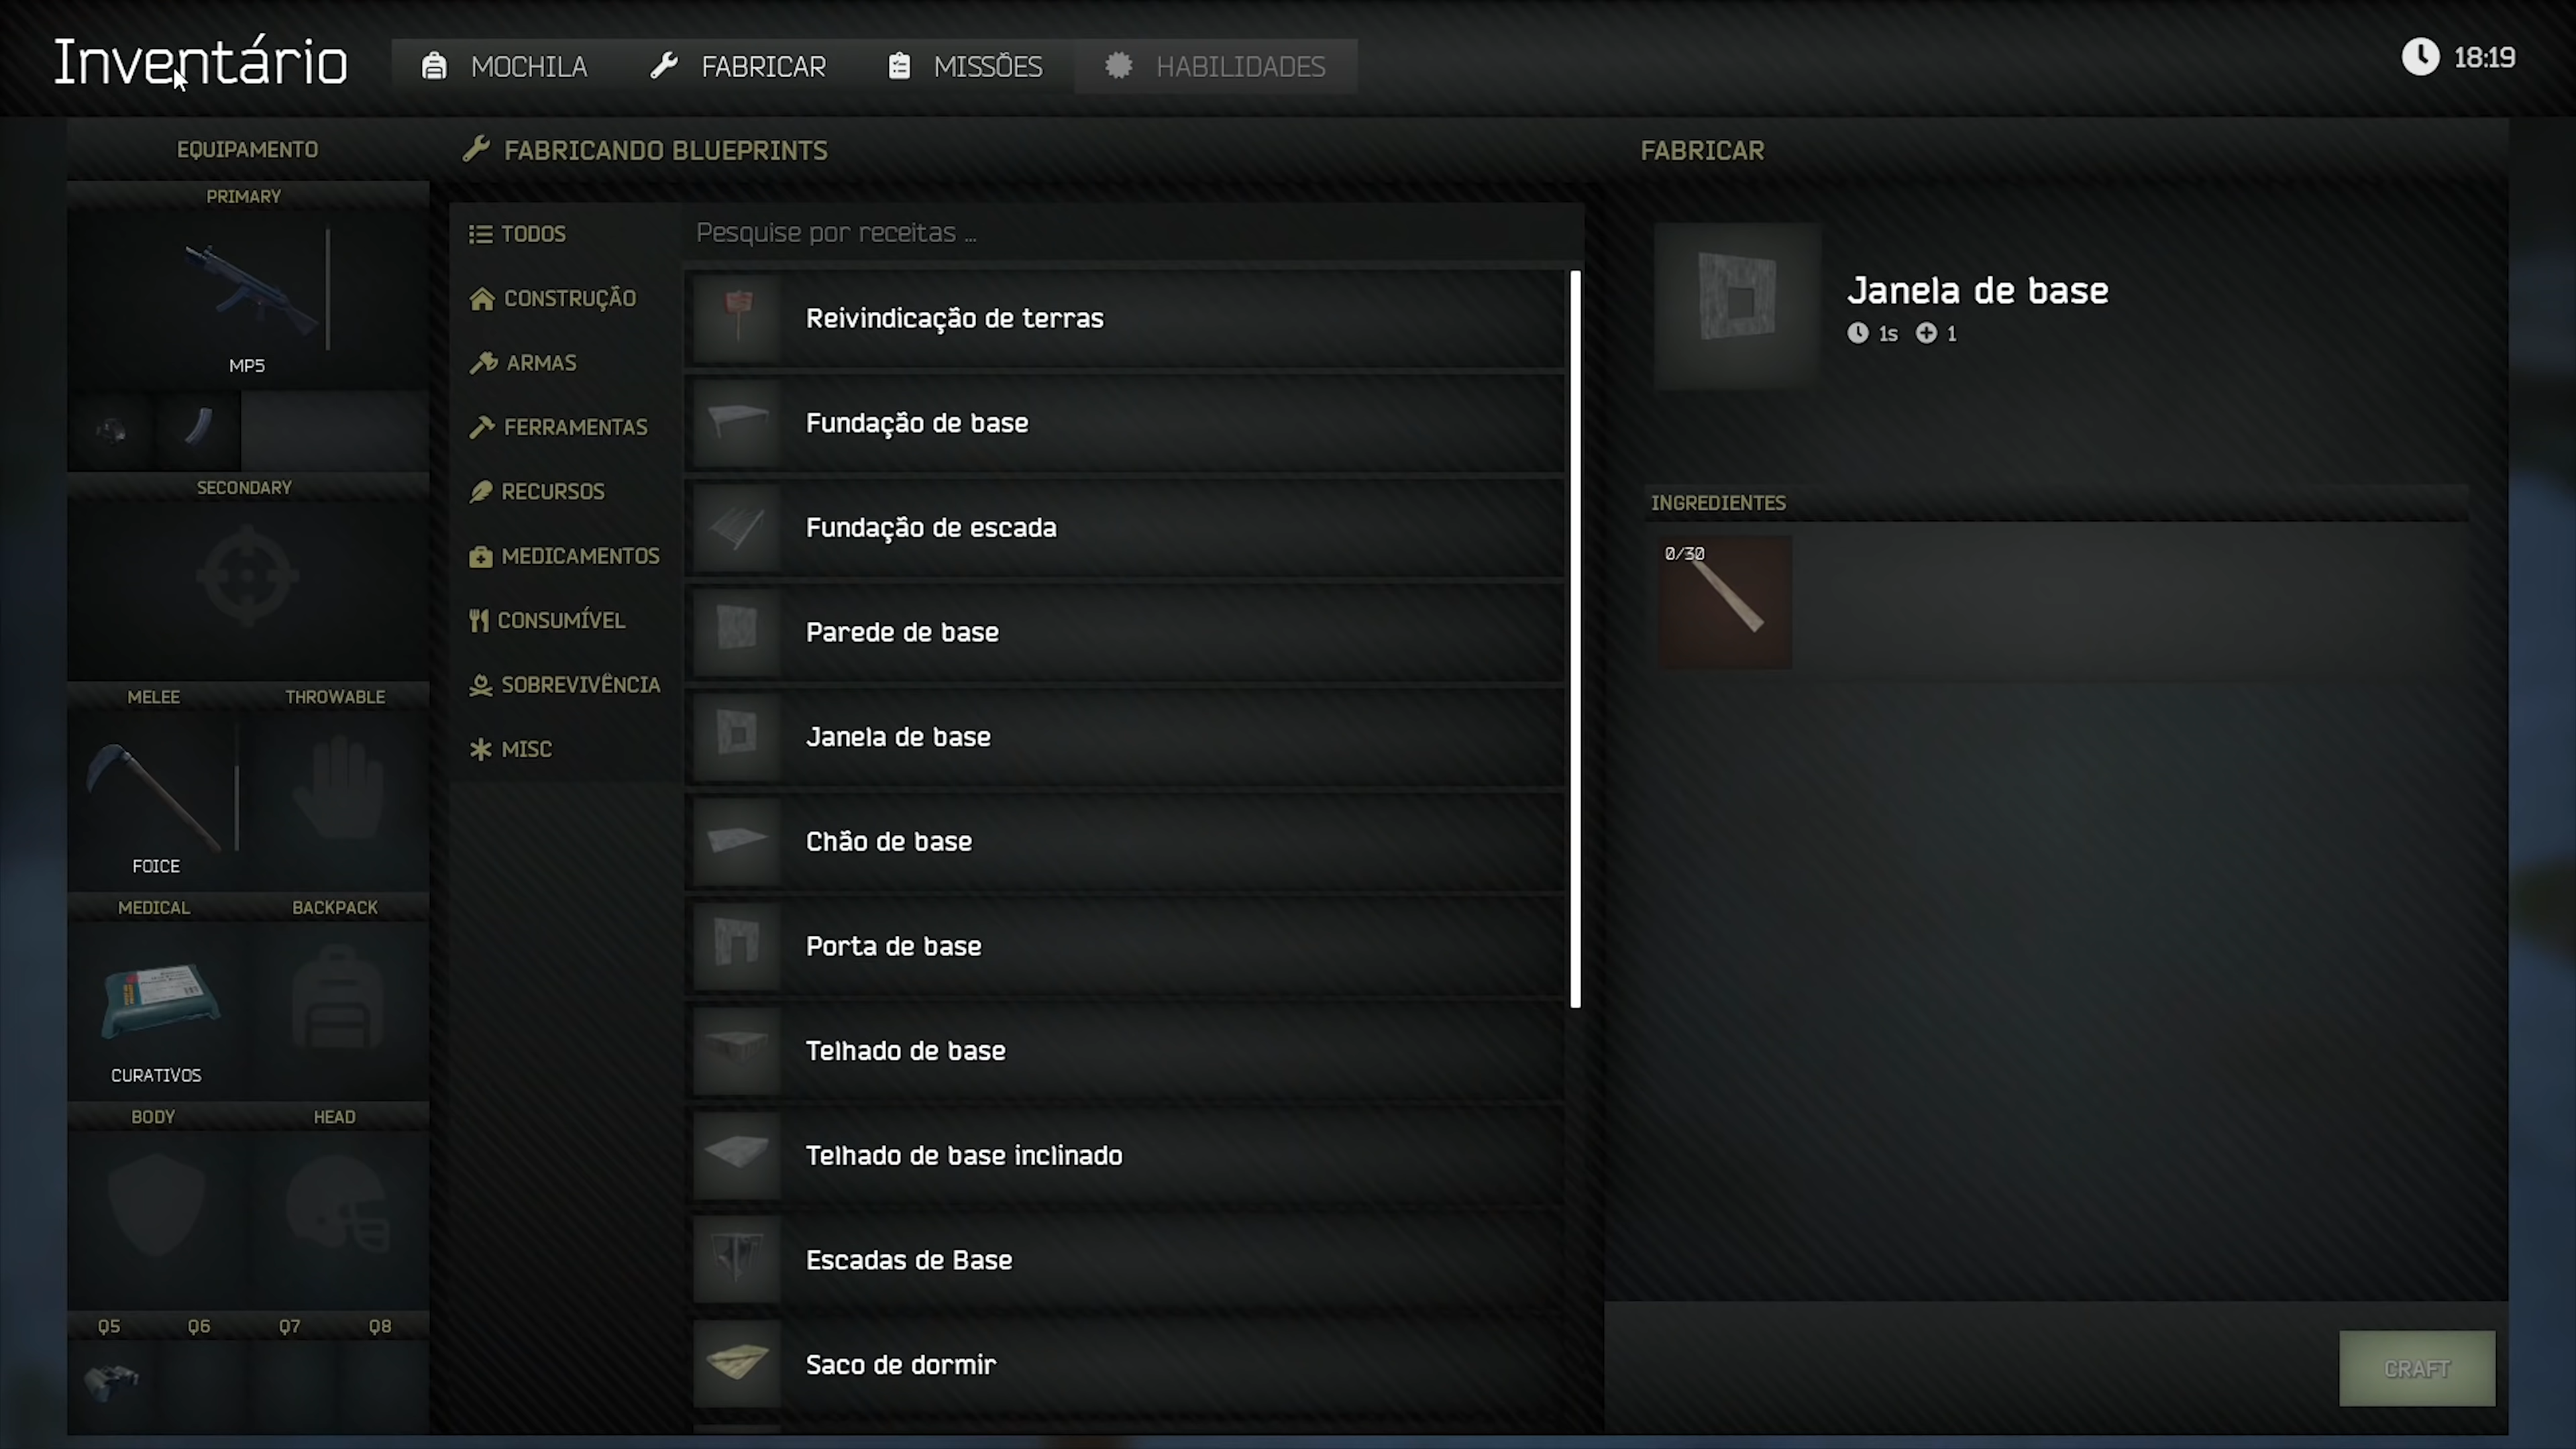 Inventário
MOCHILA
FABRICAR
MISSÕES
HABILIDADES
18:19
EQUIPAMENTO
FABRICANDO BLUEPRINTS
FABRICAR
PRIMARY
MP5
SECONDARY
MELEE
THROWABLE
FOICE
MEDICAL
BACKPACK
CURATIVOS
BODY
HEAD
Q5
Q6
Q7
Q8
TODOS
CONSTRUÇÃO
ARMAS
FERRAMENTAS
RECURSOS
MEDICAMENTOS
CONSUMÍVEL
SOBREVIVÊNCIA
MISC
Pesquise por receitas ...
Reivindicação de terras
Fundação de base
Fundação de escada
Parede de base
Janela de base
Chão de base
Porta de base
Telhado de base
Telhado de base inclinado
Escadas de Base
Saco de dormir
Janela de base
1s
1
INGREDIENTES
0/30
CRAFT